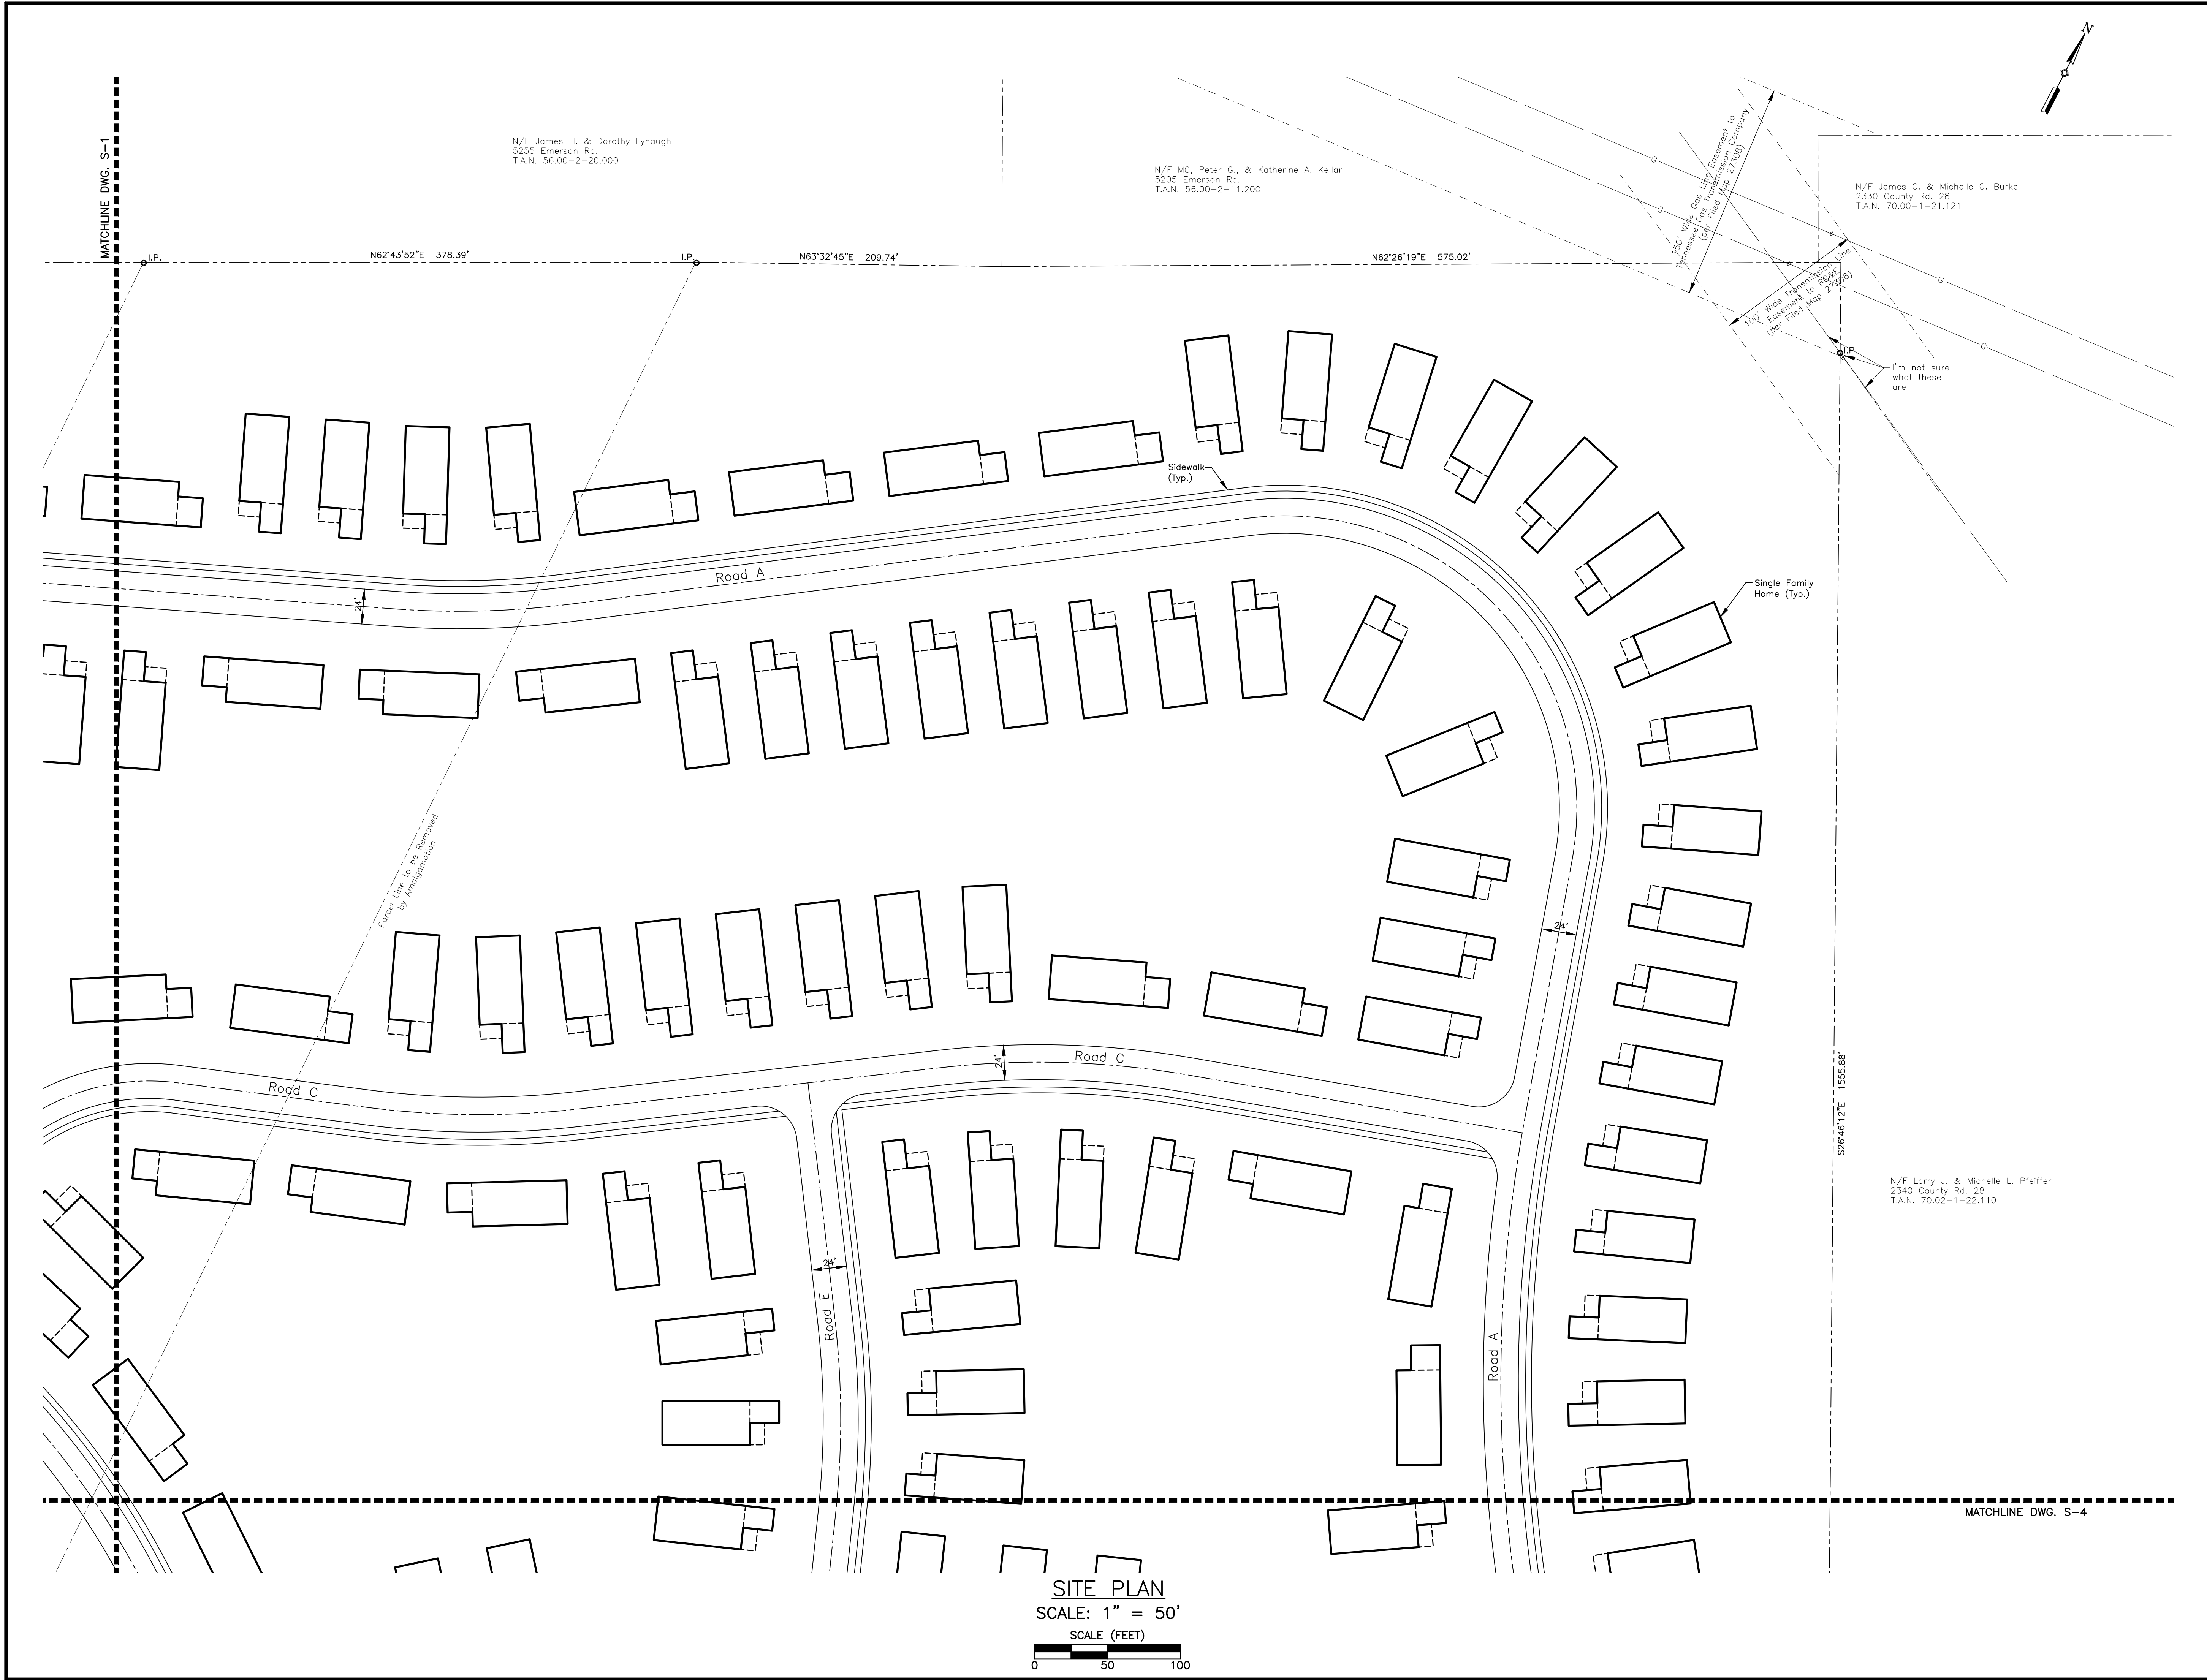 N
MATCHLINE DWG. S-1
N/F James H. & Dorothy Lynaugh
5255 Emerson Rd.
T.A.N. 56.00-2-20.000
N/F MC, Peter G., & Katherine A. Kellar
5205 Emerson Rd.
T.A.N. 56.00-2-11.200
150' Wide Gas Line Easement to
Tennessee Gas Transmission Company
(per Filed Map 27308)
G
G
G
G
N/F James C. & Michelle G. Burke
2330 County Rd. 28
T.A.N. 70.00-1-21.121
I.P.
N62°43'52"E 378.39'
I.P.
N63°32'45"E 209.74'
N62°26'19"E 575.02'
100' Wide Transmission Line
Easement to RG&E
(per Filed Map 27308)
I.P.
I'm not sure
what these
are
Sidewalk
(Typ.)
Road A
24'
Single Family
Home (Typ.)
Parcel Line to be Removed
by Amalgamation
24'
Road C
24'
Road C
S26°46'12"E 1555.88'
N/F Larry J. & Michelle L. Pfeiffer
2340 County Rd. 28
T.A.N. 70.02-1-22.110
24'
Road E
Road A
MATCHLINE DWG. S-4
SITE PLAN
SCALE: 1" = 50'
SCALE (FEET)
0 50 100